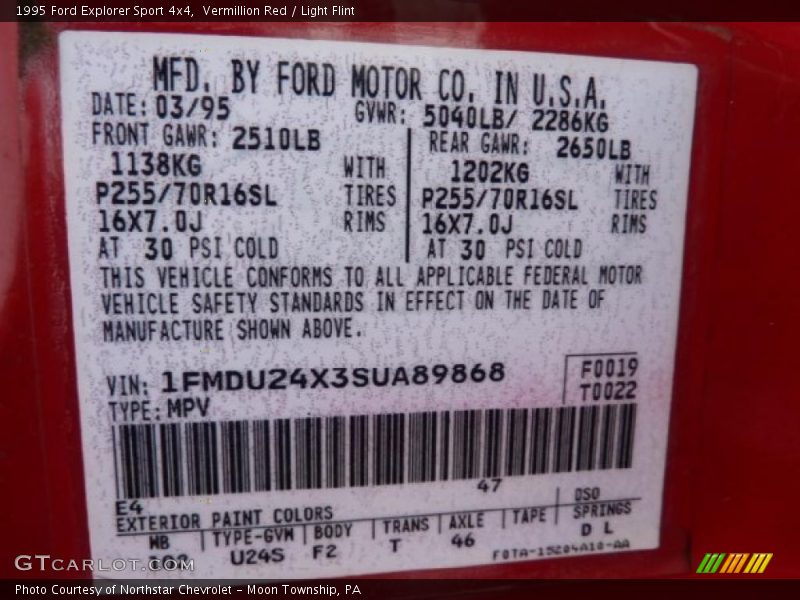 1995 Ford Explorer Sport 4x4, Vermillion Red / Light Flint
MFD. BY FORD MOTOR CO. IN U.S.A.
DATE: 03/95 GVWR: 5040LB/ 2286KG
FRONT GAWR: 2510LB REAR GAWR: 2650LB
1138KG WITH 1202KG WITH
P255/70R16SL TIRES P255/70R16SL TIRES
16X7.0J RIMS 16X7.0J RIMS
AT 30 PSI COLD AT 30 PSI COLD
THIS VEHICLE CONFORMS TO ALL APPLICABLE FEDERAL MOTOR
VEHICLE SAFETY STANDARDS IN EFFECT ON THE DATE OF
MANUFACTURE SHOWN ABOVE.
VIN: 1FMDU24X3SUA89868 F0019
TYPE: MPV T0022
47
E4 DSO
EXTERIOR PAINT COLORS SPRINGS
WB TYPE-GVW BODY TRANS AXLE TAPE D L
U24S F2 T 46
F0TA-15204A10-AA
GTCarLot.com
Photo Courtesy of Northstar Chevrolet - Moon Township, PA